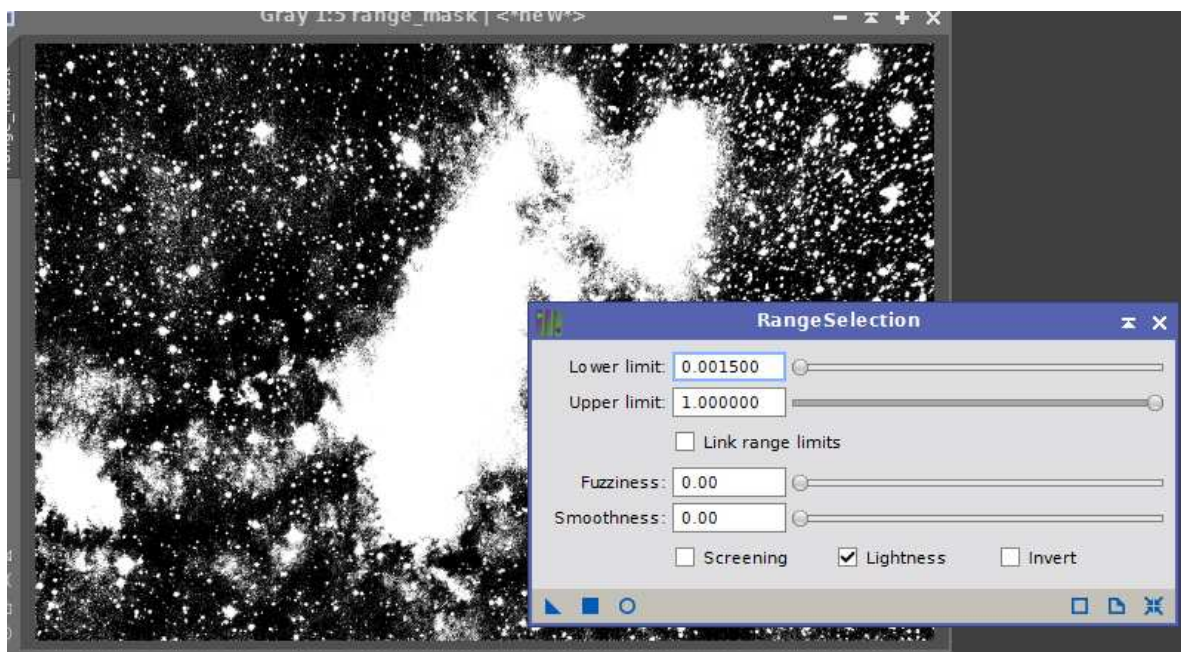 Gray 1:5 range_mask | <*new*>
range_mask
RangeSelection
Lower limit: 0.001500
Upper limit: 1.000000
Link range limits
Fuzziness: 0.00
Smoothness: 0.00
Screening Lightness Invert